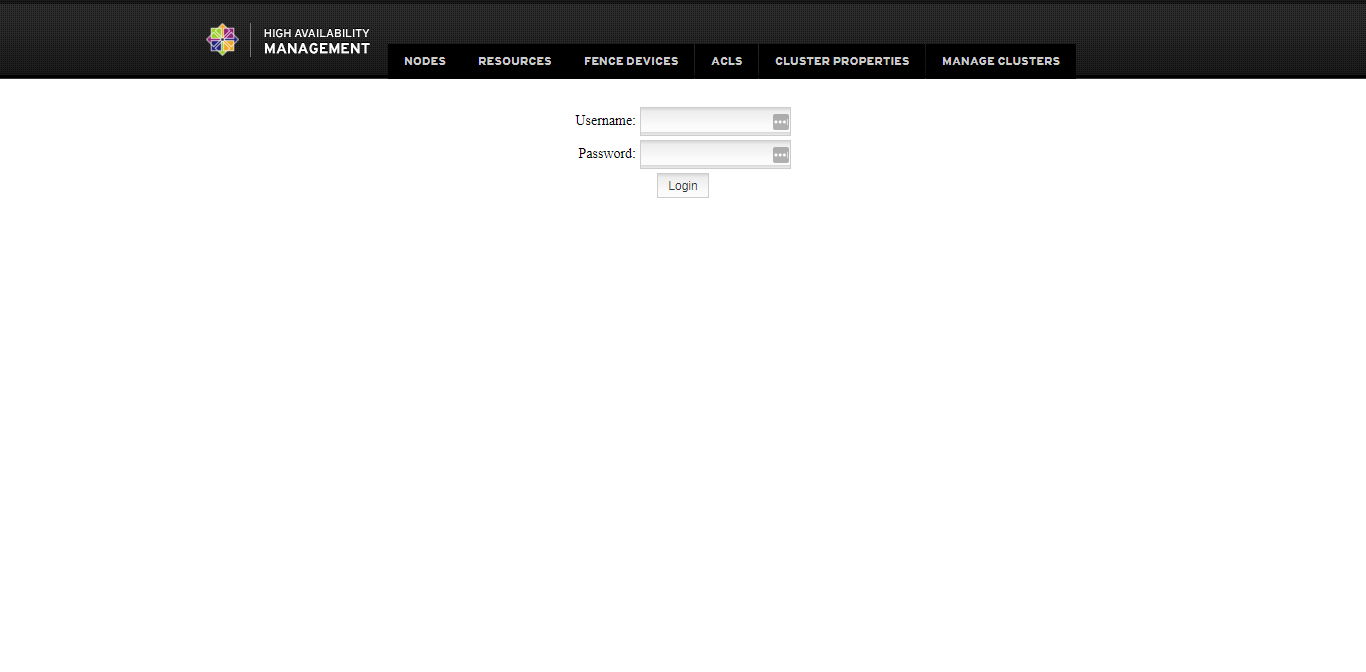 HIGH AVAILABILITY
MANAGEMENT
NODES RESOURCES FENCE DEVICES ACLS CLUSTER PROPERTIES MANAGE CLUSTERS
Username:
Password:
Login